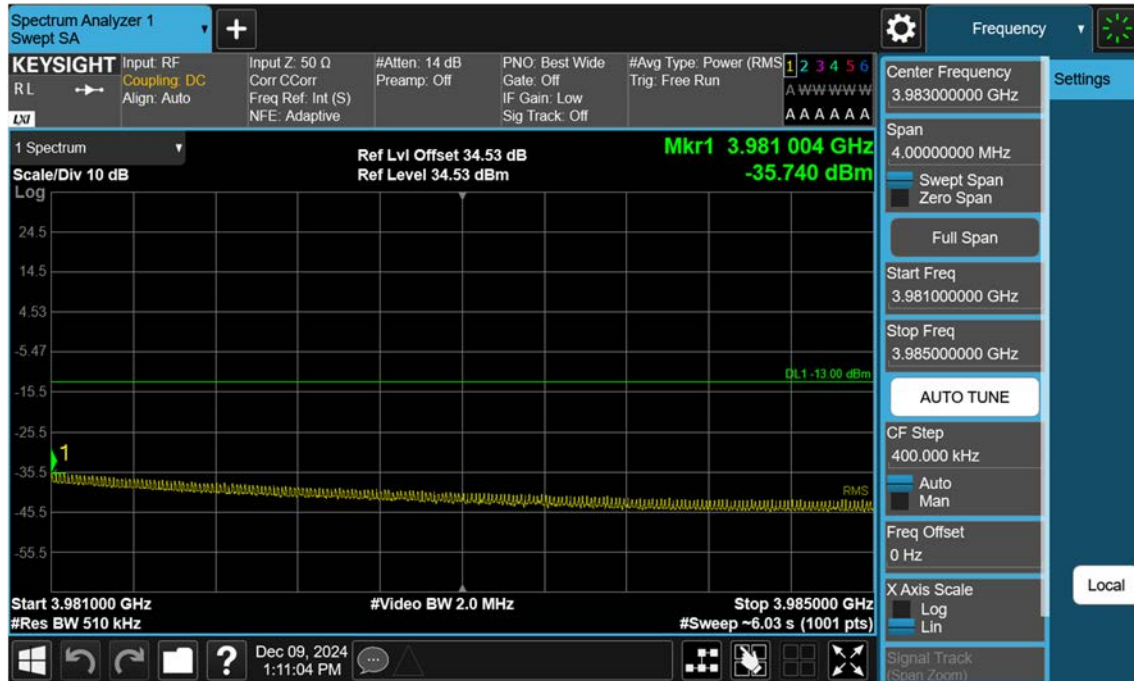 Spectrum Analyzer 1
Swept SA
+
Frequency
KEYSIGHT
R L
LXI
Input: RF
Coupling: DC
Align: Auto
Input Z: 50 Ω
Corr CCorr
Freq Ref: Int (S)
NFE: Adaptive
#Atten: 14 dB
Preamp: Off
PNO: Best Wide
Gate: Off
IF Gain: Low
Sig Track: Off
#Avg Type: Power (RMS
Trig: Free Run
1 2 3 4 5 6
A W W W W W
A A A A A A
1 Spectrum
Scale/Div 10 dB
Ref Lvl Offset 34.53 dB
Ref Level 34.53 dBm
Mkr1 3.981 004 GHz
-35.740 dBm
Log
24.5
14.5
4.53
-5.47
DL1 -13.00 dBm
-15.5
-25.5
1
-35.5
RMS
-45.5
-55.5
Start 3.981000 GHz
#Video BW 2.0 MHz
Stop 3.985000 GHz
#Res BW 510 kHz
#Sweep ~6.03 s (1001 pts)
Center Frequency
3.983000000 GHz
Span
4.00000000 MHz
Swept Span
Zero Span
Full Span
Start Freq
3.981000000 GHz
Stop Freq
3.985000000 GHz
AUTO TUNE
CF Step
400.000 kHz
Auto
Man
Freq Offset
0 Hz
X Axis Scale
Log
Lin
Signal Track
(Span Zoom)
Settings
Local
?
Dec 09, 2024
1:11:04 PM